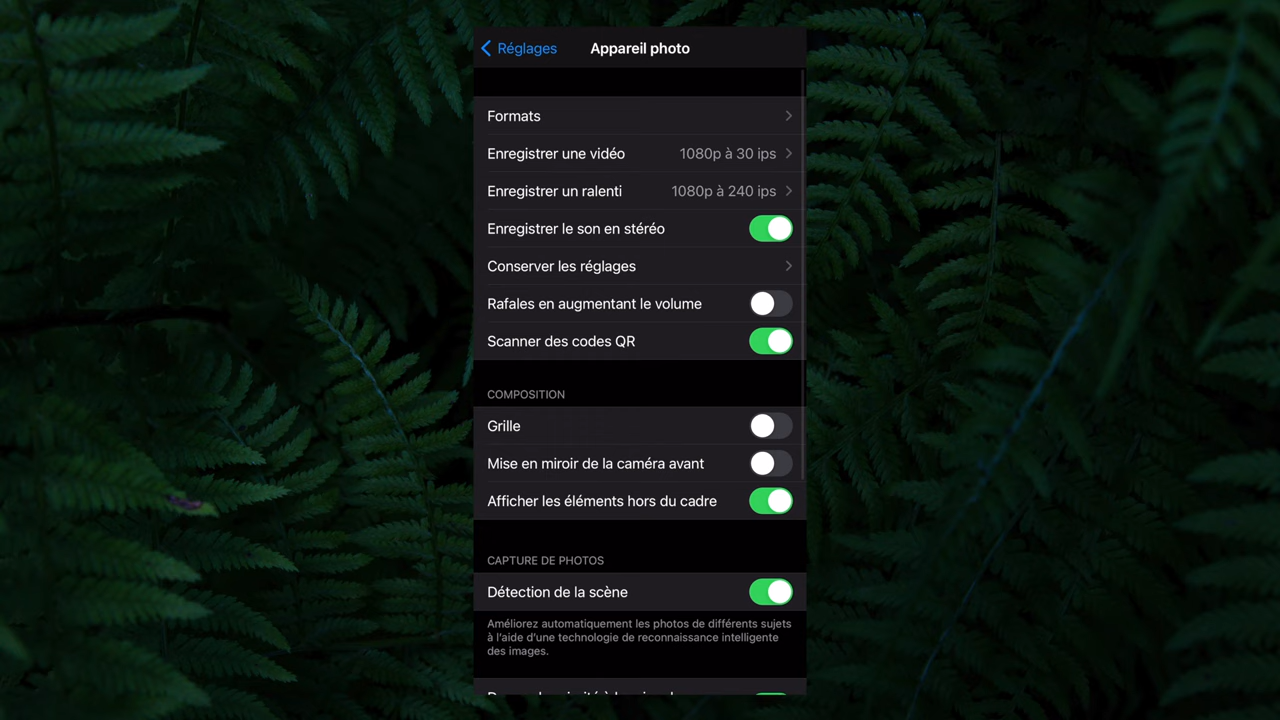 Réglages
Appareil photo
Formats
Enregistrer une vidéo 1080p à 30 ips
Enregistrer un ralenti 1080p à 240 ips
Enregistrer le son en stéréo
Conserver les réglages
Rafales en augmentant le volume
Scanner des codes QR
COMPOSITION
Grille
Mise en miroir de la caméra avant
Afficher les éléments hors du cadre
CAPTURE DE PHOTOS
Détection de la scène
Améliorez automatiquement les photos de différents sujets
à l'aide d'une technologie de reconnaissance intelligente
des images.